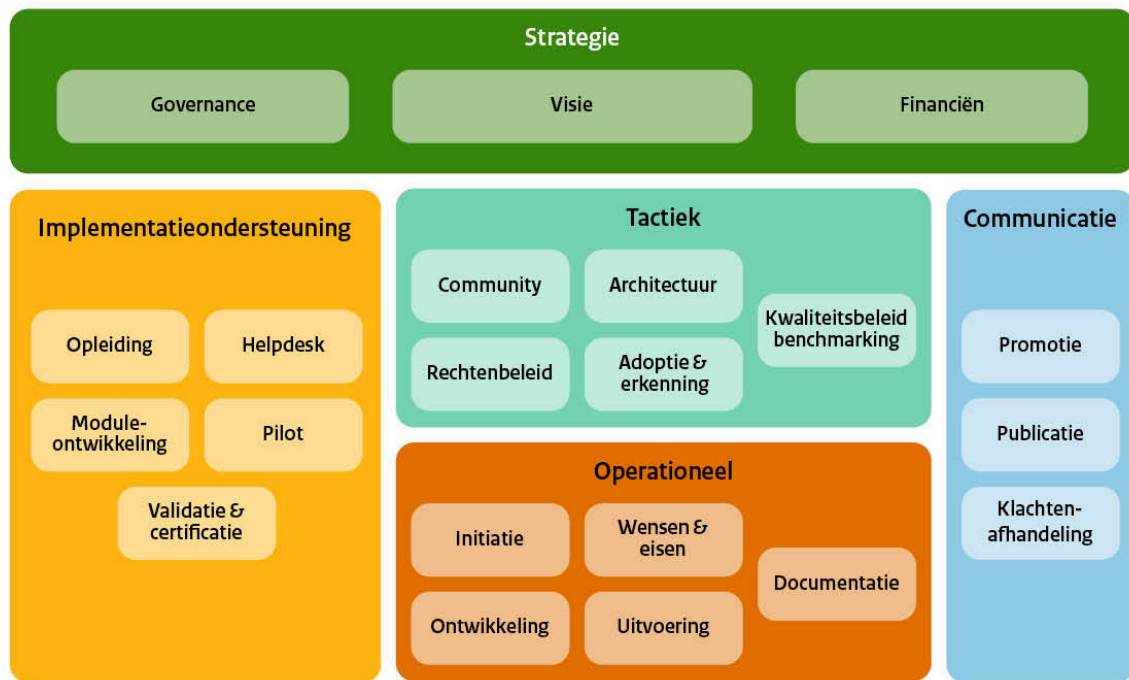 Strategie
Governance
Visie
Financiën
Implementatieondersteuning
Opleiding
Helpdesk
Module-
ontwikkeling
Pilot
Validatie &
certificatie
Tactiek
Community
Architectuur
Rechtenbeleid
Adoptie &
erkenning
Kwaliteitsbeleid
benchmarking
Operationeel
Initiatie
Wensen &
eisen
Ontwikkeling
Uitvoering
Documentatie
Communicatie
Promotie
Publicatie
Klachten-
afhandeling